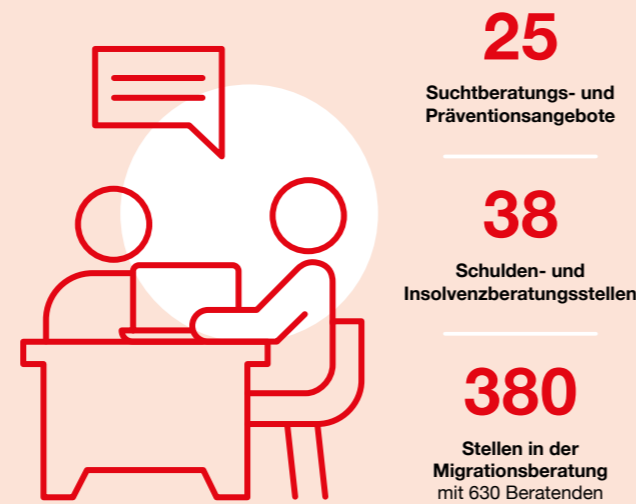 25
Suchtberatungs- und
Präventionsangebote
38
Schulden- und
Insolvenzberatungsstellen
380
Stellen in der
Migrationsberatung
mit 630 Beratenden